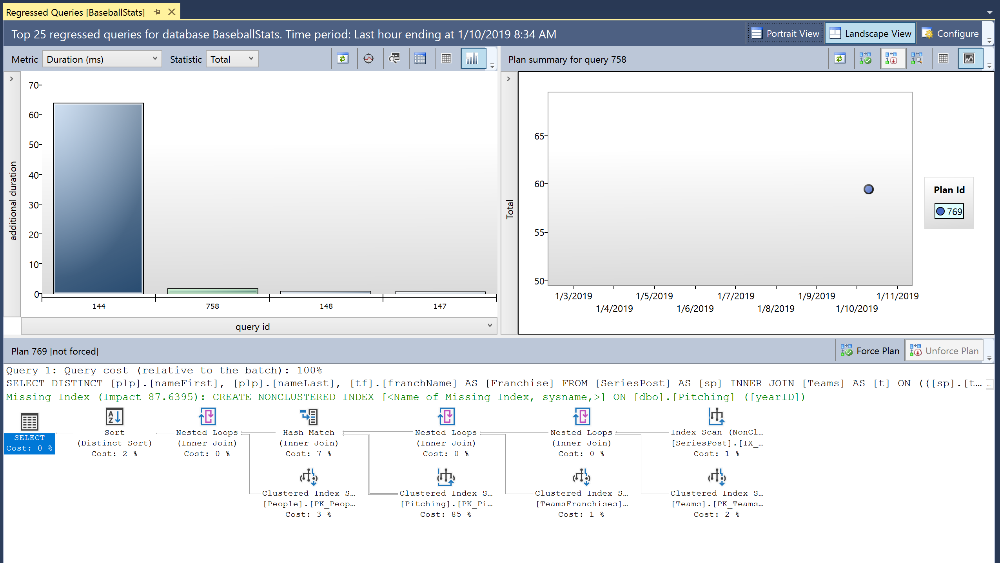 Regressed Queries [BaseballStats]
Top 25 regressed queries for database BaseballStats. Time period: Last hour ending at 1/10/2019 8:34 AM
Portrait View
Landscape View
Configure
Metric
Duration (ms)
Statistic
Total
Plan summary for query 758
additional duration
70
60
50
40
30
20
10
0
144
758
148
147
query id
Total
65
60
55
50
1/3/2019
1/5/2019
1/7/2019
1/9/2019
1/11/2019
1/4/2019
1/6/2019
1/8/2019
1/10/2019
Plan Id
769
Plan 769 [not forced]
Force Plan
Unforce Plan
Query 1: Query cost (relative to the batch): 100%
SELECT DISTINCT [plp].[nameFirst], [plp].[nameLast], [tf].[franchName] AS [Franchise] FROM [SeriesPost] AS [sp] INNER JOIN [Teams] AS [t] ON (([sp].[t... ...
Missing Index (Impact 87.6395): CREATE NONCLUSTERED INDEX [<Name of Missing Index, sysname,>] ON [dbo].[Pitching] ([yearID])
SELECT
Cost: 0 %
Sort
(Distinct Sort)
Cost: 2 %
Nested Loops
(Inner Join)
Cost: 0 %
Hash Match
(Inner Join)
Cost: 7 %
Nested Loops
(Inner Join)
Cost: 0 %
Nested Loops
(Inner Join)
Cost: 0 %
Index Scan (NonCl...
[SeriesPost].[IX_...
Cost: 1 %
Clustered Index S...
[People].[PK_Peop...
Cost: 3 %
Clustered Index S...
[Pitching].[PK_Pi...
Cost: 85 %
Clustered Index S...
[TeamsFranchises]...
Cost: 1 %
Clustered Index S...
[Teams].[PK_Teams...
Cost: 2 %